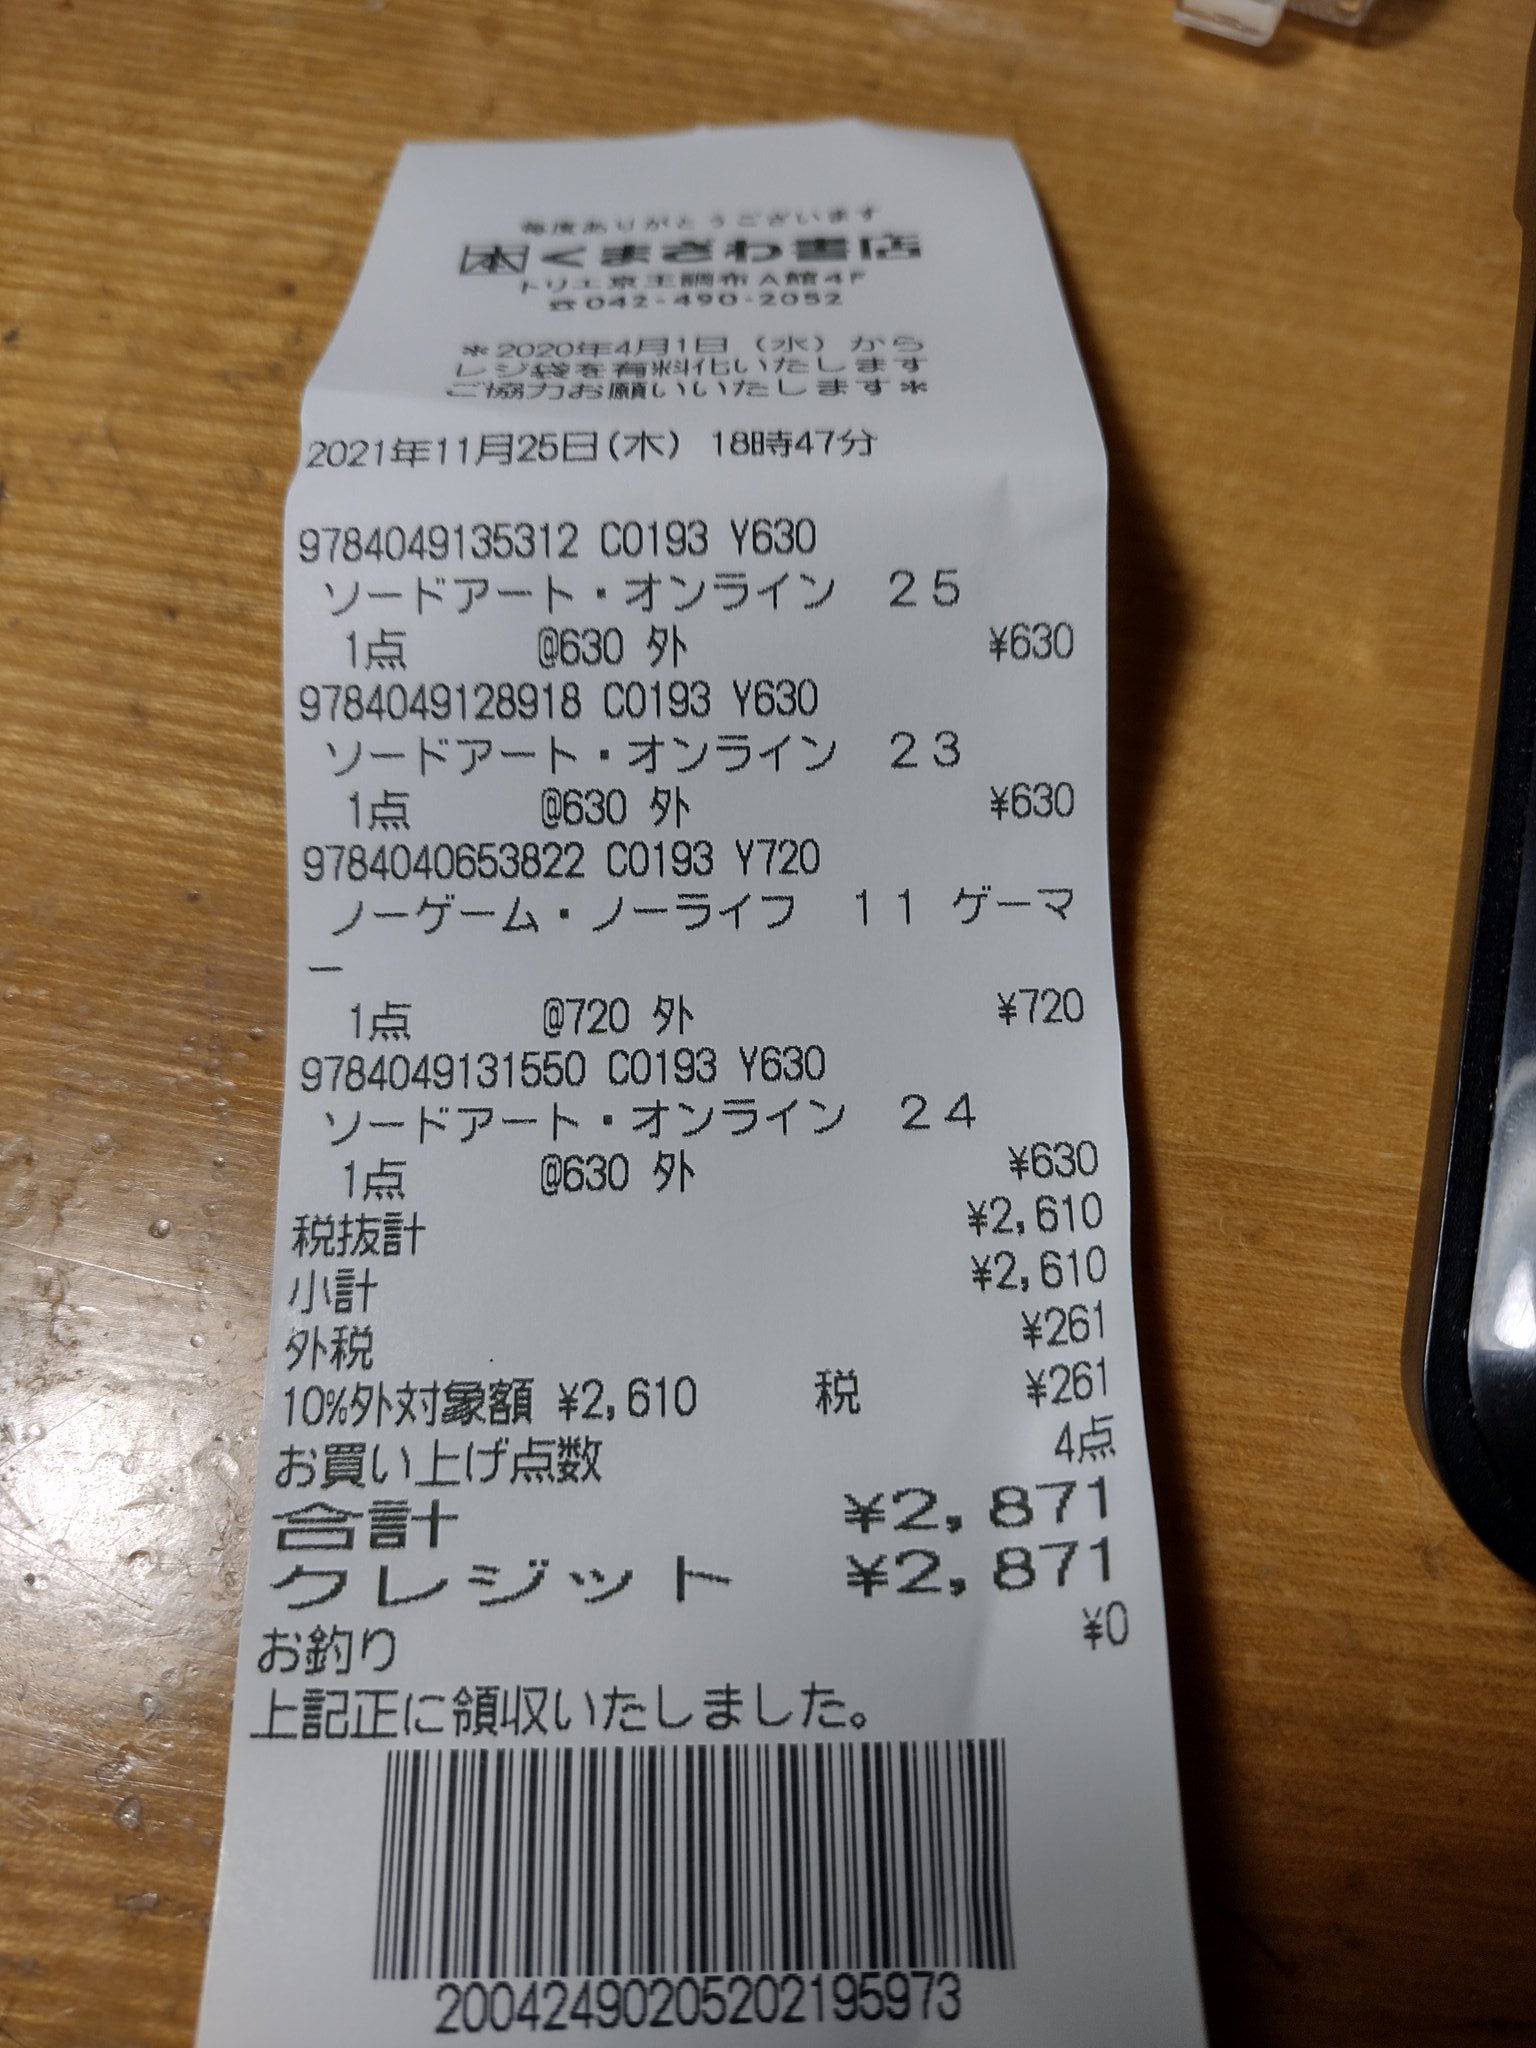 毎度ありがとうございます
本 くまざわ書店
トリエ京王調布A館4F
☎042-490-2052
*2020年4月1日(水)から
レジ袋を有料化いたします
ご協力お願いいたします*
2021年11月25日(木) 18時47分
9784049135312 C0193 Y630
ソードアート・オンライン 25
1点 @630 外 ¥630
9784049128918 C0193 Y630
ソードアート・オンライン 23
1点 @630 外 ¥630
9784040653822 C0193 Y720
ノーゲーム・ノーライフ 11 ゲーマ
ー
1点 @720 外 ¥720
9784049131550 C0193 Y630
ソードアート・オンライン 24
1点 @630 外 ¥630
税抜計 ¥2,610
小計 ¥2,610
外税 ¥261
10%外対象額 ¥2,610 税 ¥261
お買い上げ点数 4点
合計 ¥2,871
クレジット ¥2,871
お釣り ¥0
上記正に領収いたしました。
20042490205202195973